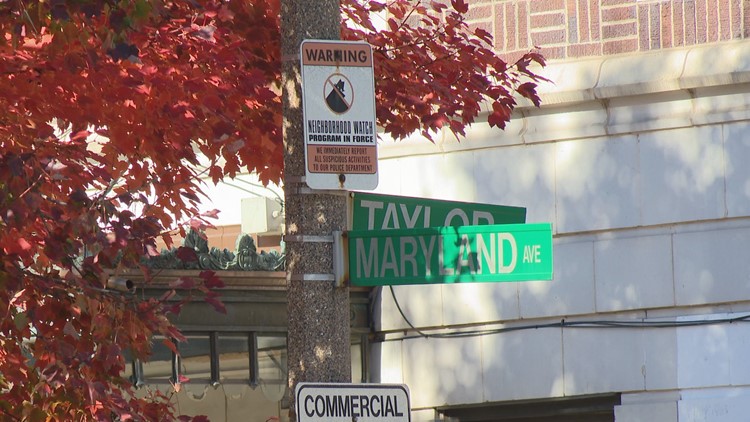 WARNING
NEIGHBORHOOD WATCH
PROGRAM IN FORCE
WE IMMEDIATELY REPORT
ALL SUSPICIOUS ACTIVITIES
TO OUR POLICE DEPARTMENT
TAYLOR
MARYLAND AVE
COMMERCIAL